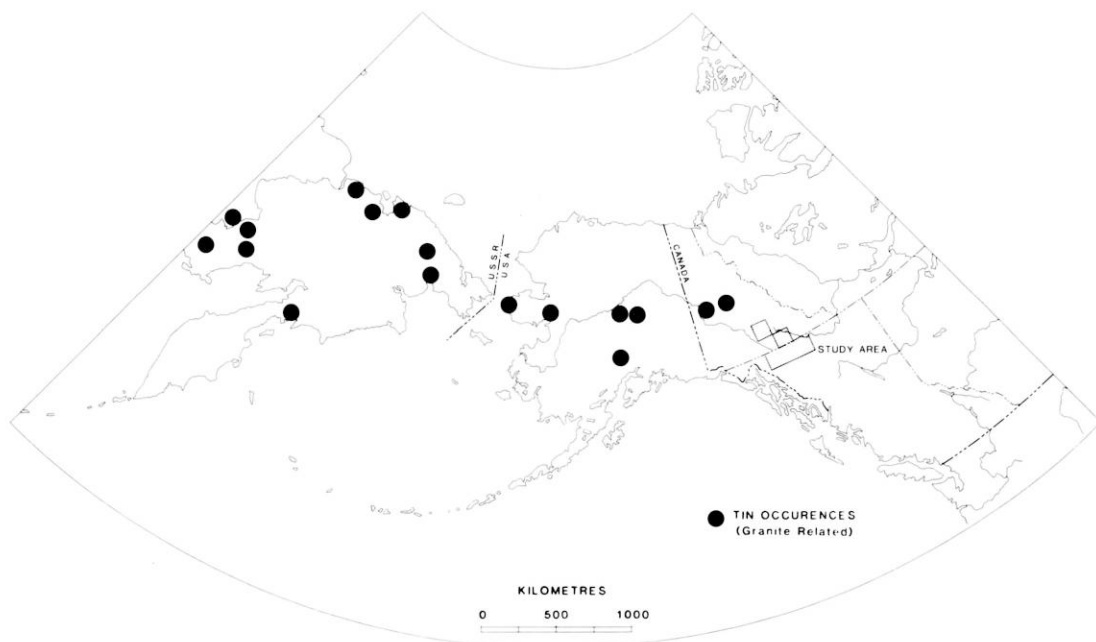 USSR
USA
CANADA
STUDY AREA
TIN OCCURENCES
(Granite Related)
KILOMETRES
0 500 1000